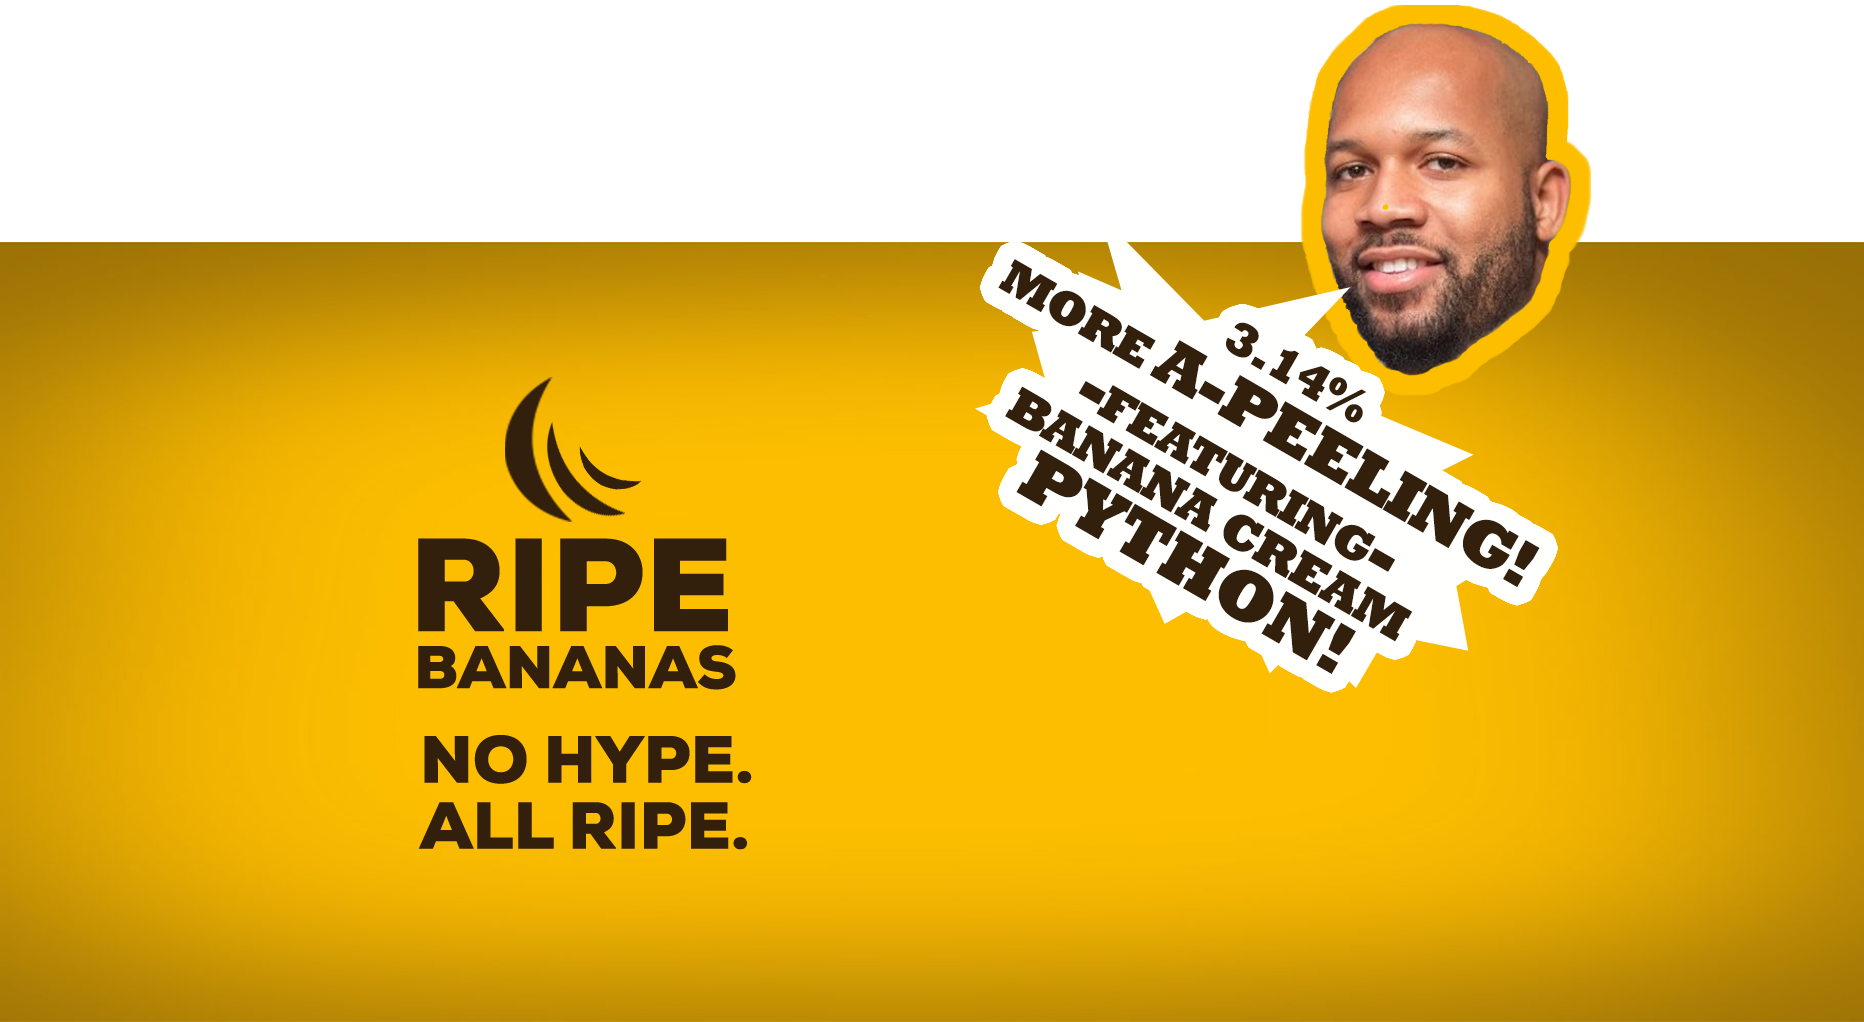 RIPE
BANANAS
NO HYPE.
ALL RIPE.
3.14%
MORE A-PEELING!
-FEATURING-
BANANA CREAM
PYTHON!